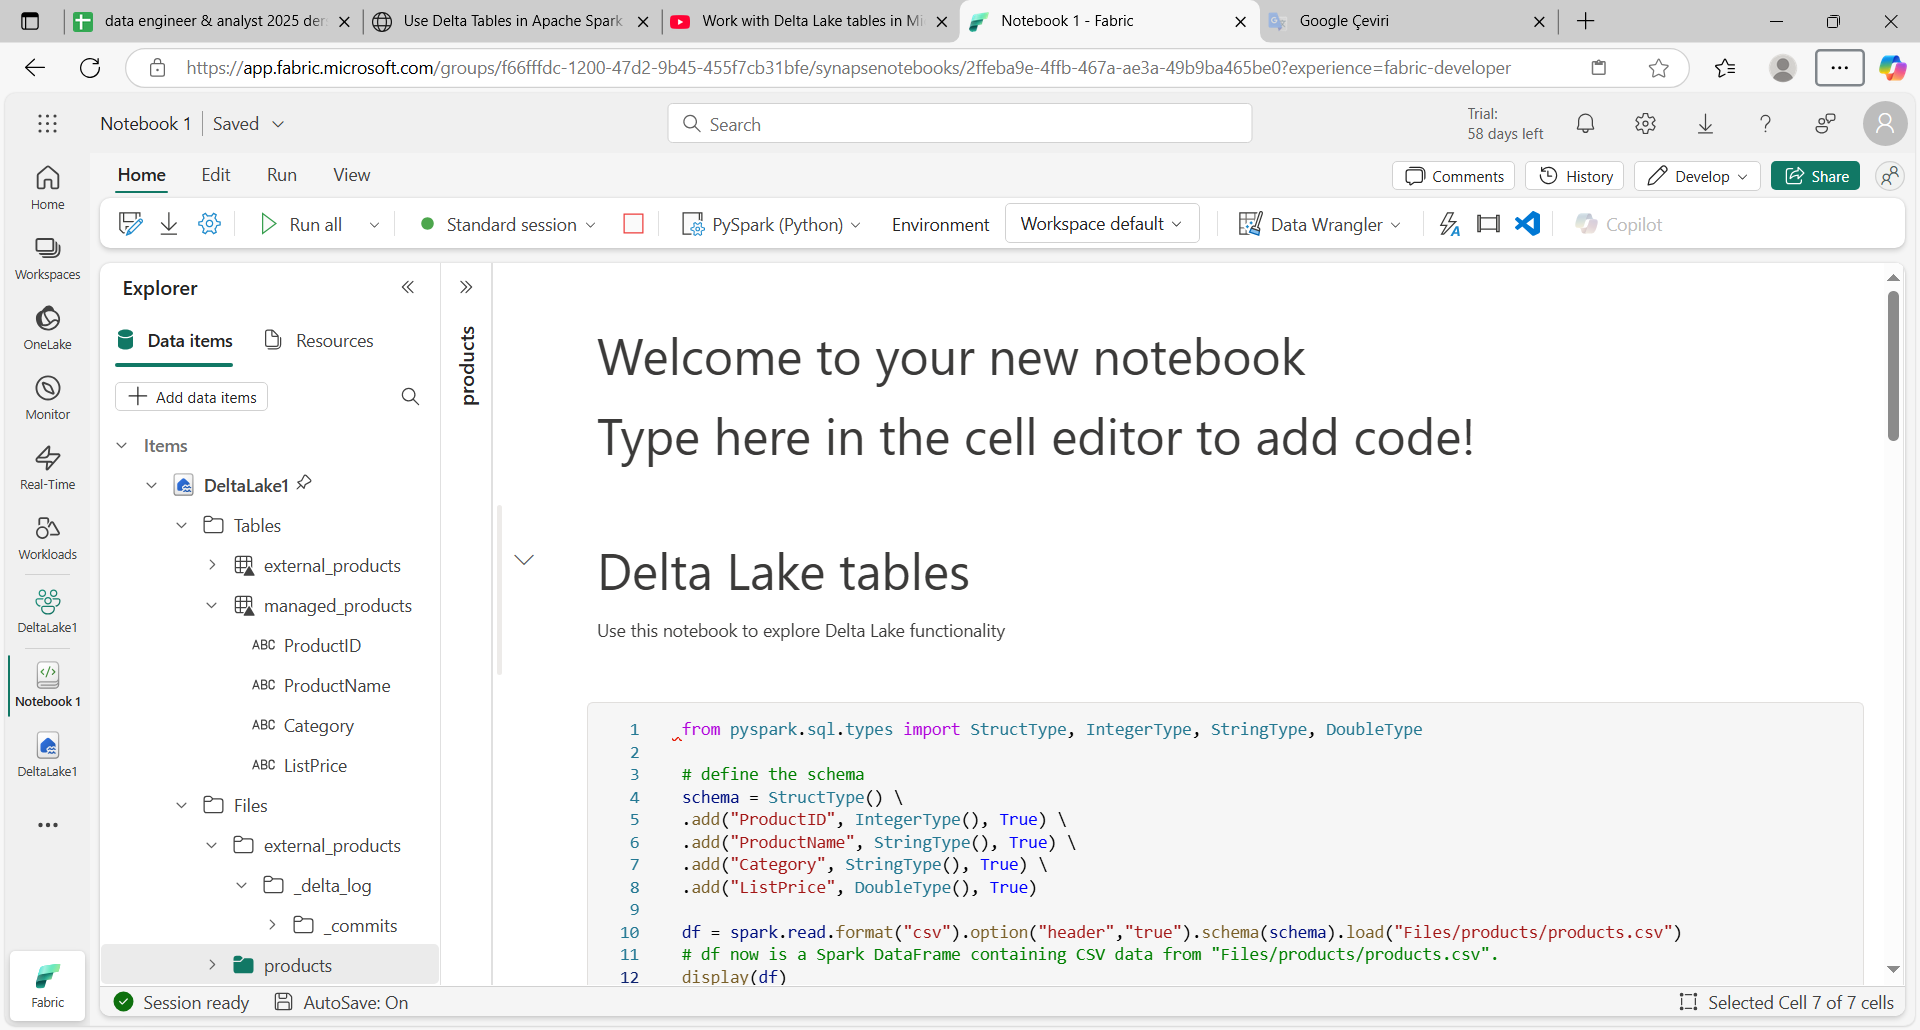 data engineer & analyst 2025 der
Use Delta Tables in Apache Spark
Work with Delta Lake tables in Mi
Notebook 1 - Fabric
Google Çeviri
https://app.fabric.microsoft.com/groups/f66fffdc-1200-47d2-9b45-455f7cb31bfe/synapsenotebooks/2ffeba9e-4ffb-467a-ae3a-49b9ba465be0?experience=fabric-developer
Notebook 1
Saved
Search
Trial:
58 days left
Home
Edit
Run
View
Comments
History
Develop
Share
Run all
Standard session
PySpark (Python)
Environment
Workspace default
Data Wrangler
Copilot
Home
Workspaces
OneLake
Monitor
Real-Time
Workloads
DeltaLake1
Notebook 1
DeltaLake1
Fabric
Explorer
Data items
Resources
Add data items
Items
DeltaLake1
Tables
external_products
managed_products
ABC ProductID
ABC ProductName
ABC Category
ABC ListPrice
Files
external_products
_delta_log
_commits
products
products
Welcome to your new notebook
Type here in the cell editor to add code!
Delta Lake tables
Use this notebook to explore Delta Lake functionality
1 from pyspark.sql.types import StructType, IntegerType, StringType, DoubleType
2
3 # define the schema
4 schema = StructType() \
5 .add("ProductID", IntegerType(), True) \
6 .add("ProductName", StringType(), True) \
7 .add("Category", StringType(), True) \
8 .add("ListPrice", DoubleType(), True)
9
10 df = spark.read.format("csv").option("header","true").schema(schema).load("Files/products/products.csv")
11 # df now is a Spark DataFrame containing CSV data from "Files/products/products.csv".
12 display(df)
Session ready
AutoSave: On
Selected Cell 7 of 7 cells